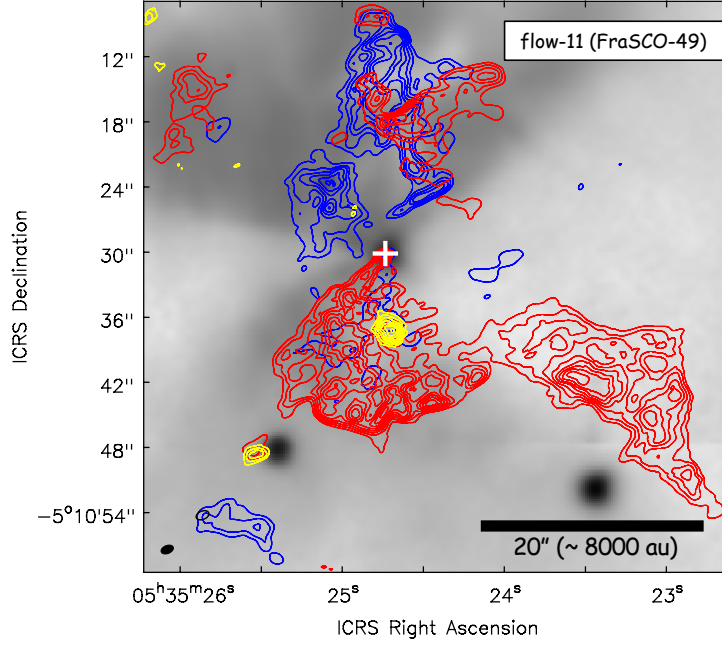 flow-11 (FraSCO-49)
12"
18"
24"
30"
36"
42"
48"
−5°10'54"
ICRS Declination
20" (~ 8000 au)
05ʰ35ᵐ26ˢ 25ˢ 24ˢ 23ˢ
ICRS Right Ascension